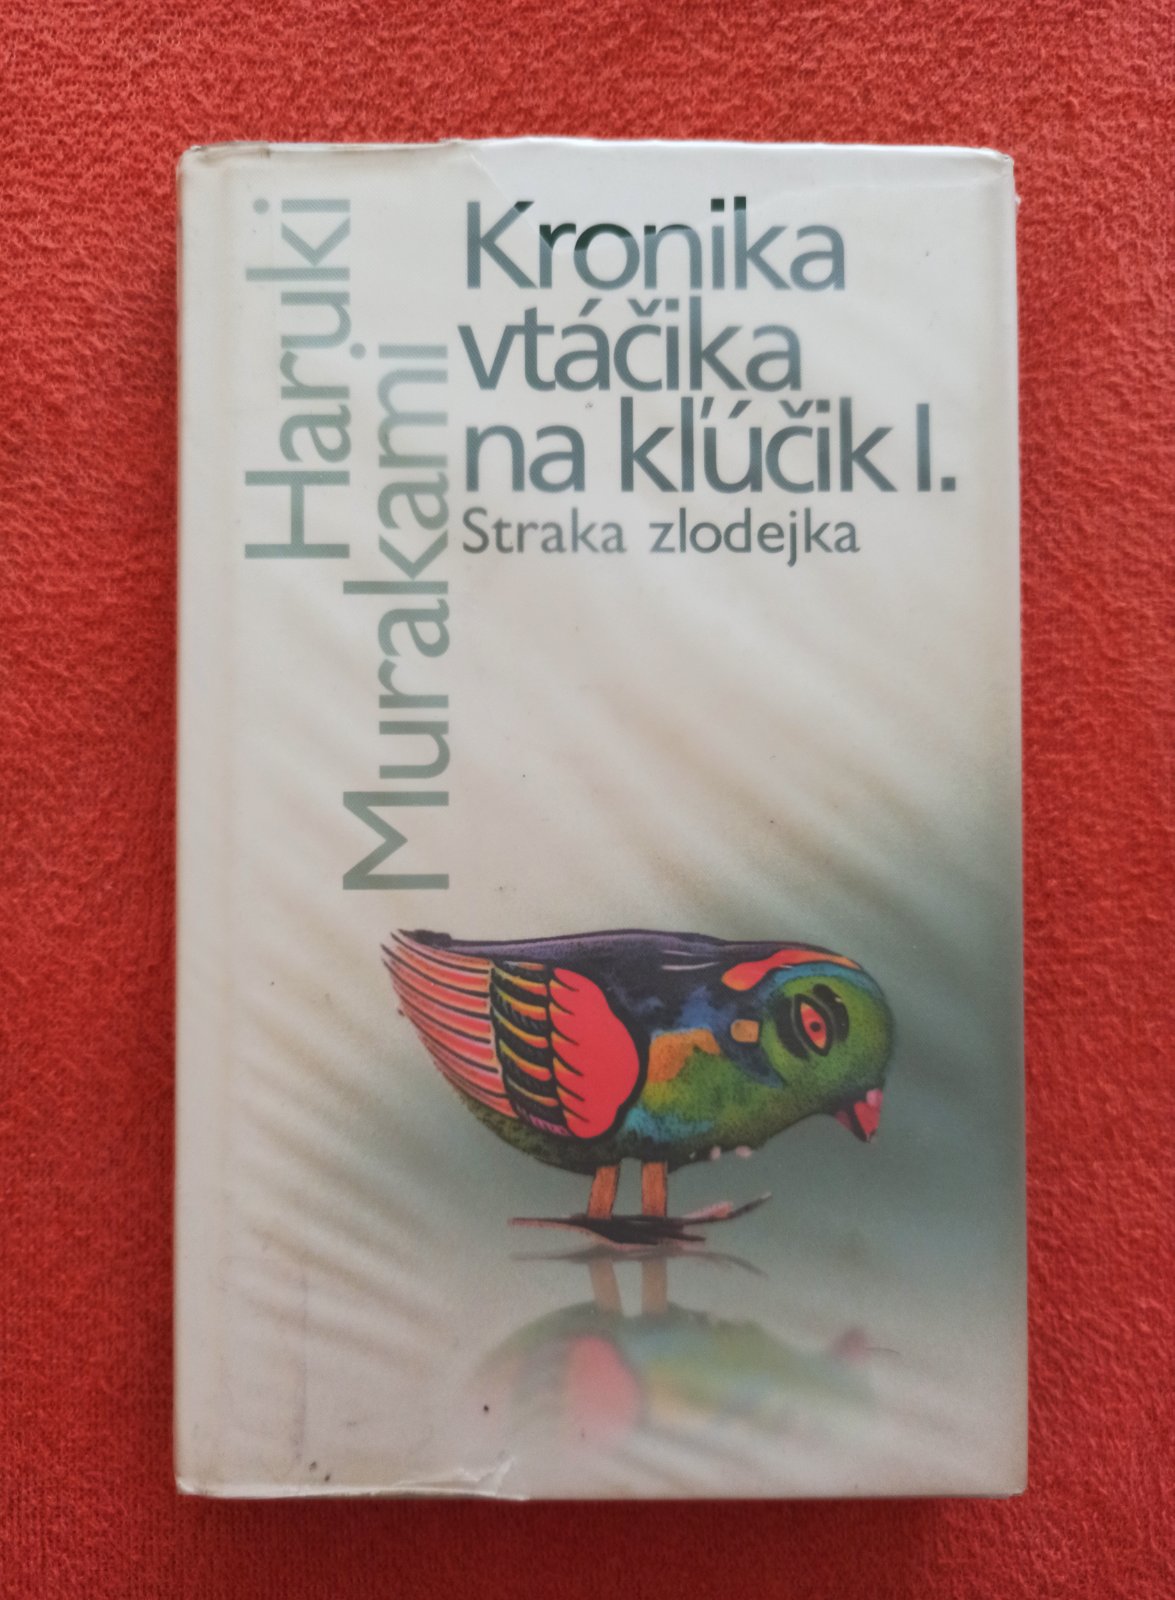 Haruki
Murakami
Kronika
vtáčika
na kľúčik I.
Straka zlodejka